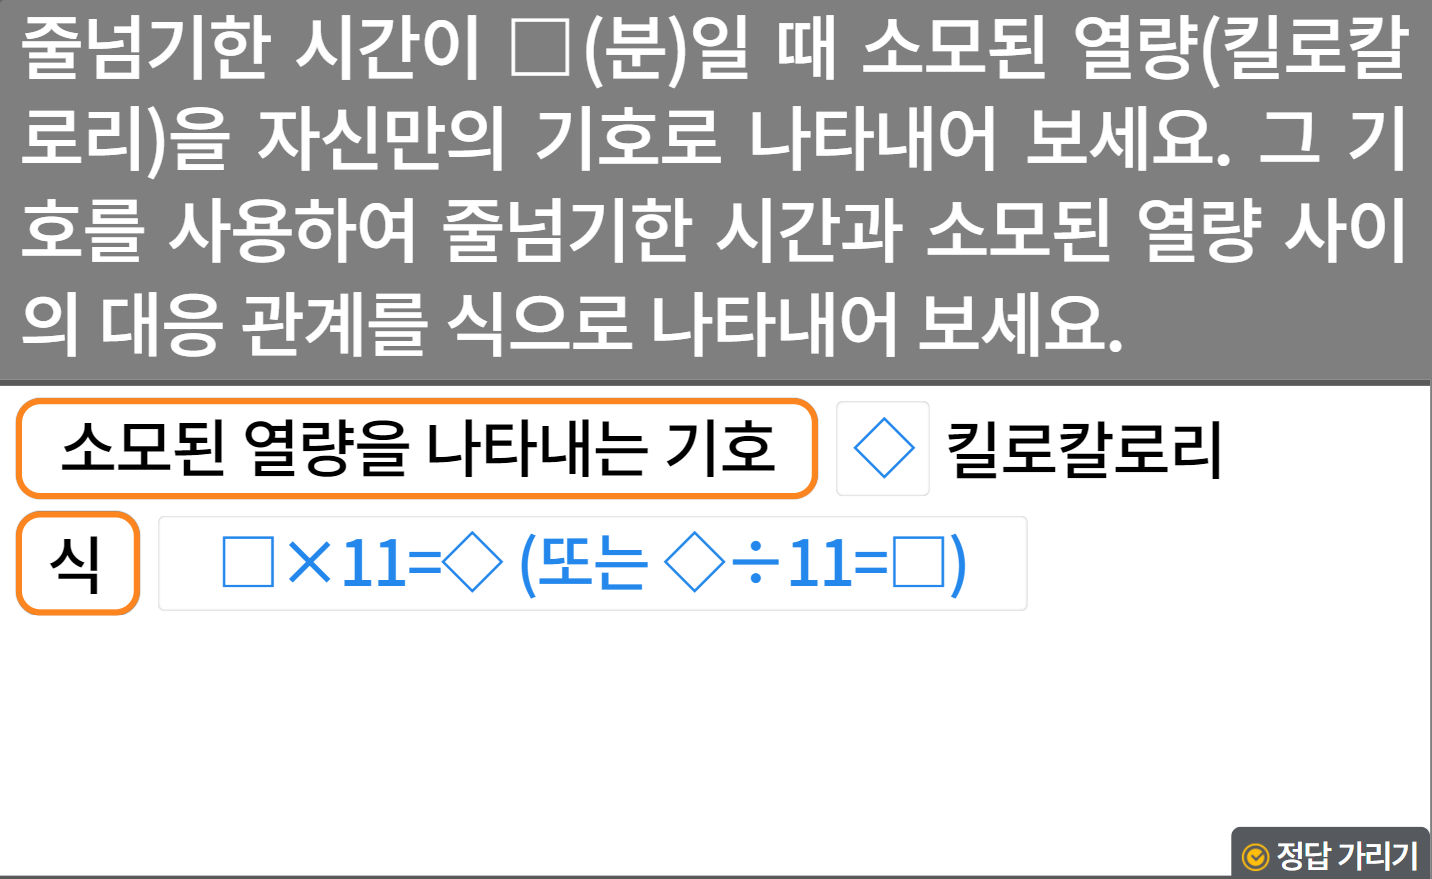 줄넘기한 시간이 □(분)일 때 소모된 열량(킬로칼
로리)을 자신만의 기호로 나타내어 보세요. 그 기
호를 사용하여 줄넘기한 시간과 소모된 열량 사이
의 대응 관계를 식으로 나타내어 보세요.
소모된 열량을 나타내는 기호 ◇ 킬로칼로리
식 □×11=◇ (또는 ◇÷11=□)
정답 가리기